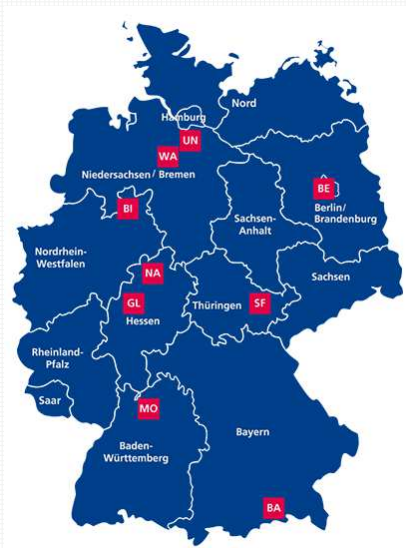 Nord
Hamburg
UN
WA
Niedersachsen/Bremen
BE
Berlin/
Brandenburg
BI
Sachsen-
Anhalt
Nordrhein-
Westfalen
NA
Sachsen
GL
Hessen
Thüringen
SF
Rheinland-
Pfalz
Saar
MO
Baden-
Württemberg
Bayern
BA